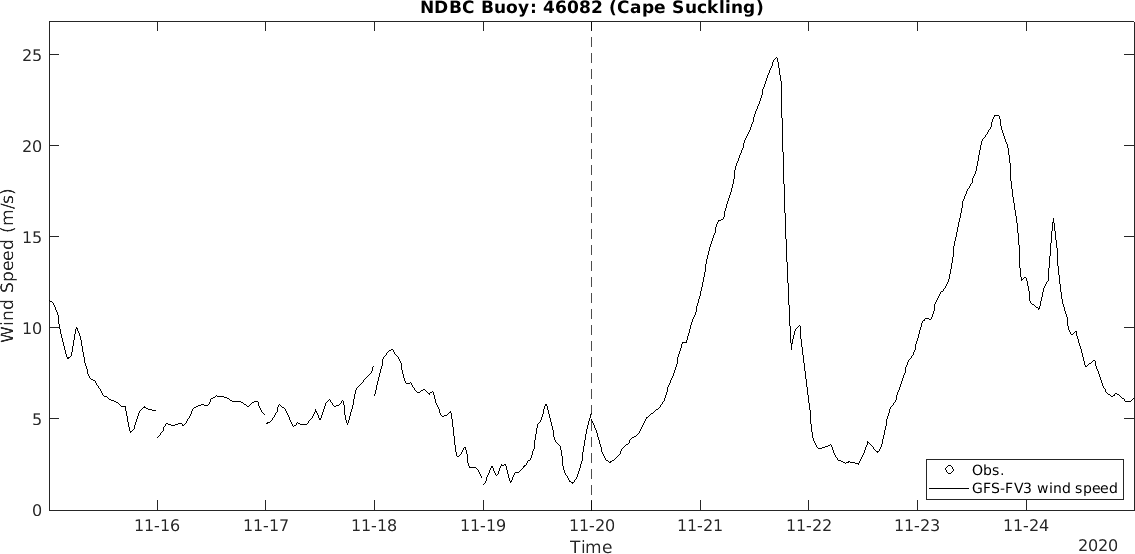 NDBC Buoy: 46082 (Cape Suckling)
Wind Speed (m/s)
25
20
15
10
5
0
11-16 11-17 11-18 11-19 11-20 11-21 11-22 11-23 11-24
Time
2020
Obs.
GFS-FV3 wind speed